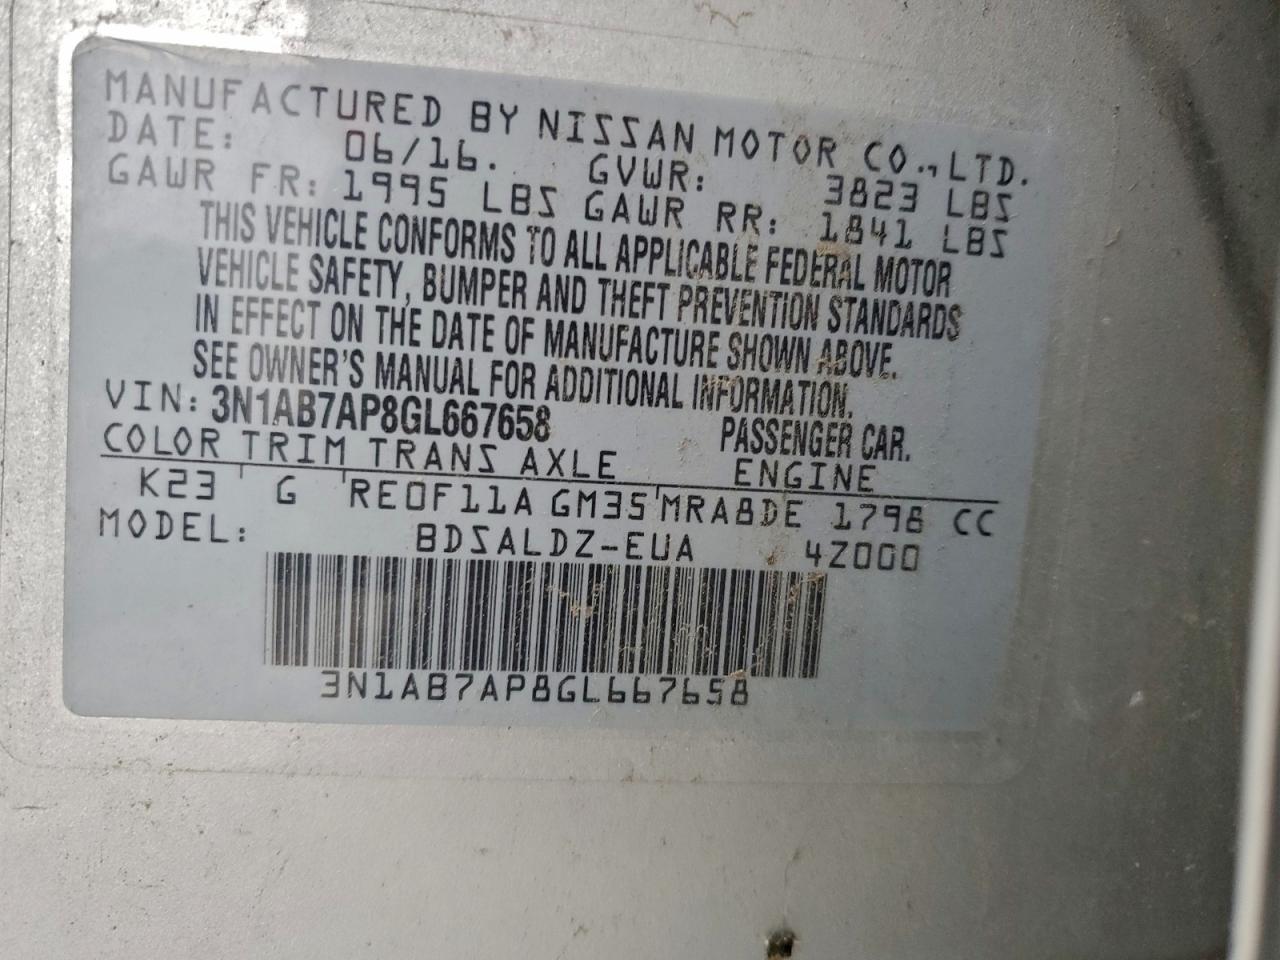 MANUFACTURED BY NISSAN MOTOR CO., LTD.
DATE: 06/16. GVWR: 3823 LBS
GAWR FR: 1995 LBS GAWR RR: 1841 LBS
THIS VEHICLE CONFORMS TO ALL APPLICABLE FEDERAL MOTOR
VEHICLE SAFETY, BUMPER AND THEFT PREVENTION STANDARDS
IN EFFECT ON THE DATE OF MANUFACTURE SHOWN ABOVE.
SEE OWNER'S MANUAL FOR ADDITIONAL INFORMATION.
VIN: 3N1AB7AP8GL667658 PASSENGER CAR.
COLOR TRIM TRANS AXLE ENGINE
K23 G RE0F11A GM35 MRA8DE 1798 CC
MODEL: BDSALDZ-EUA 4Z000
3N1AB7AP8GL667658